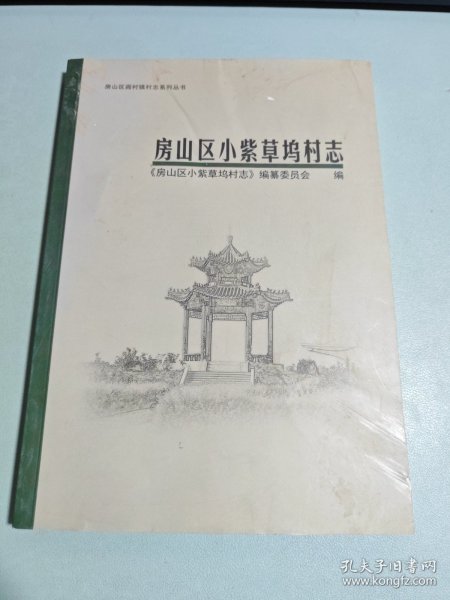 房山区阎村镇村志系列丛书
房山区小紫草坞村志
《房山区小紫草坞村志》编纂委员会 编
孔夫子旧书网
www.kongfz.com